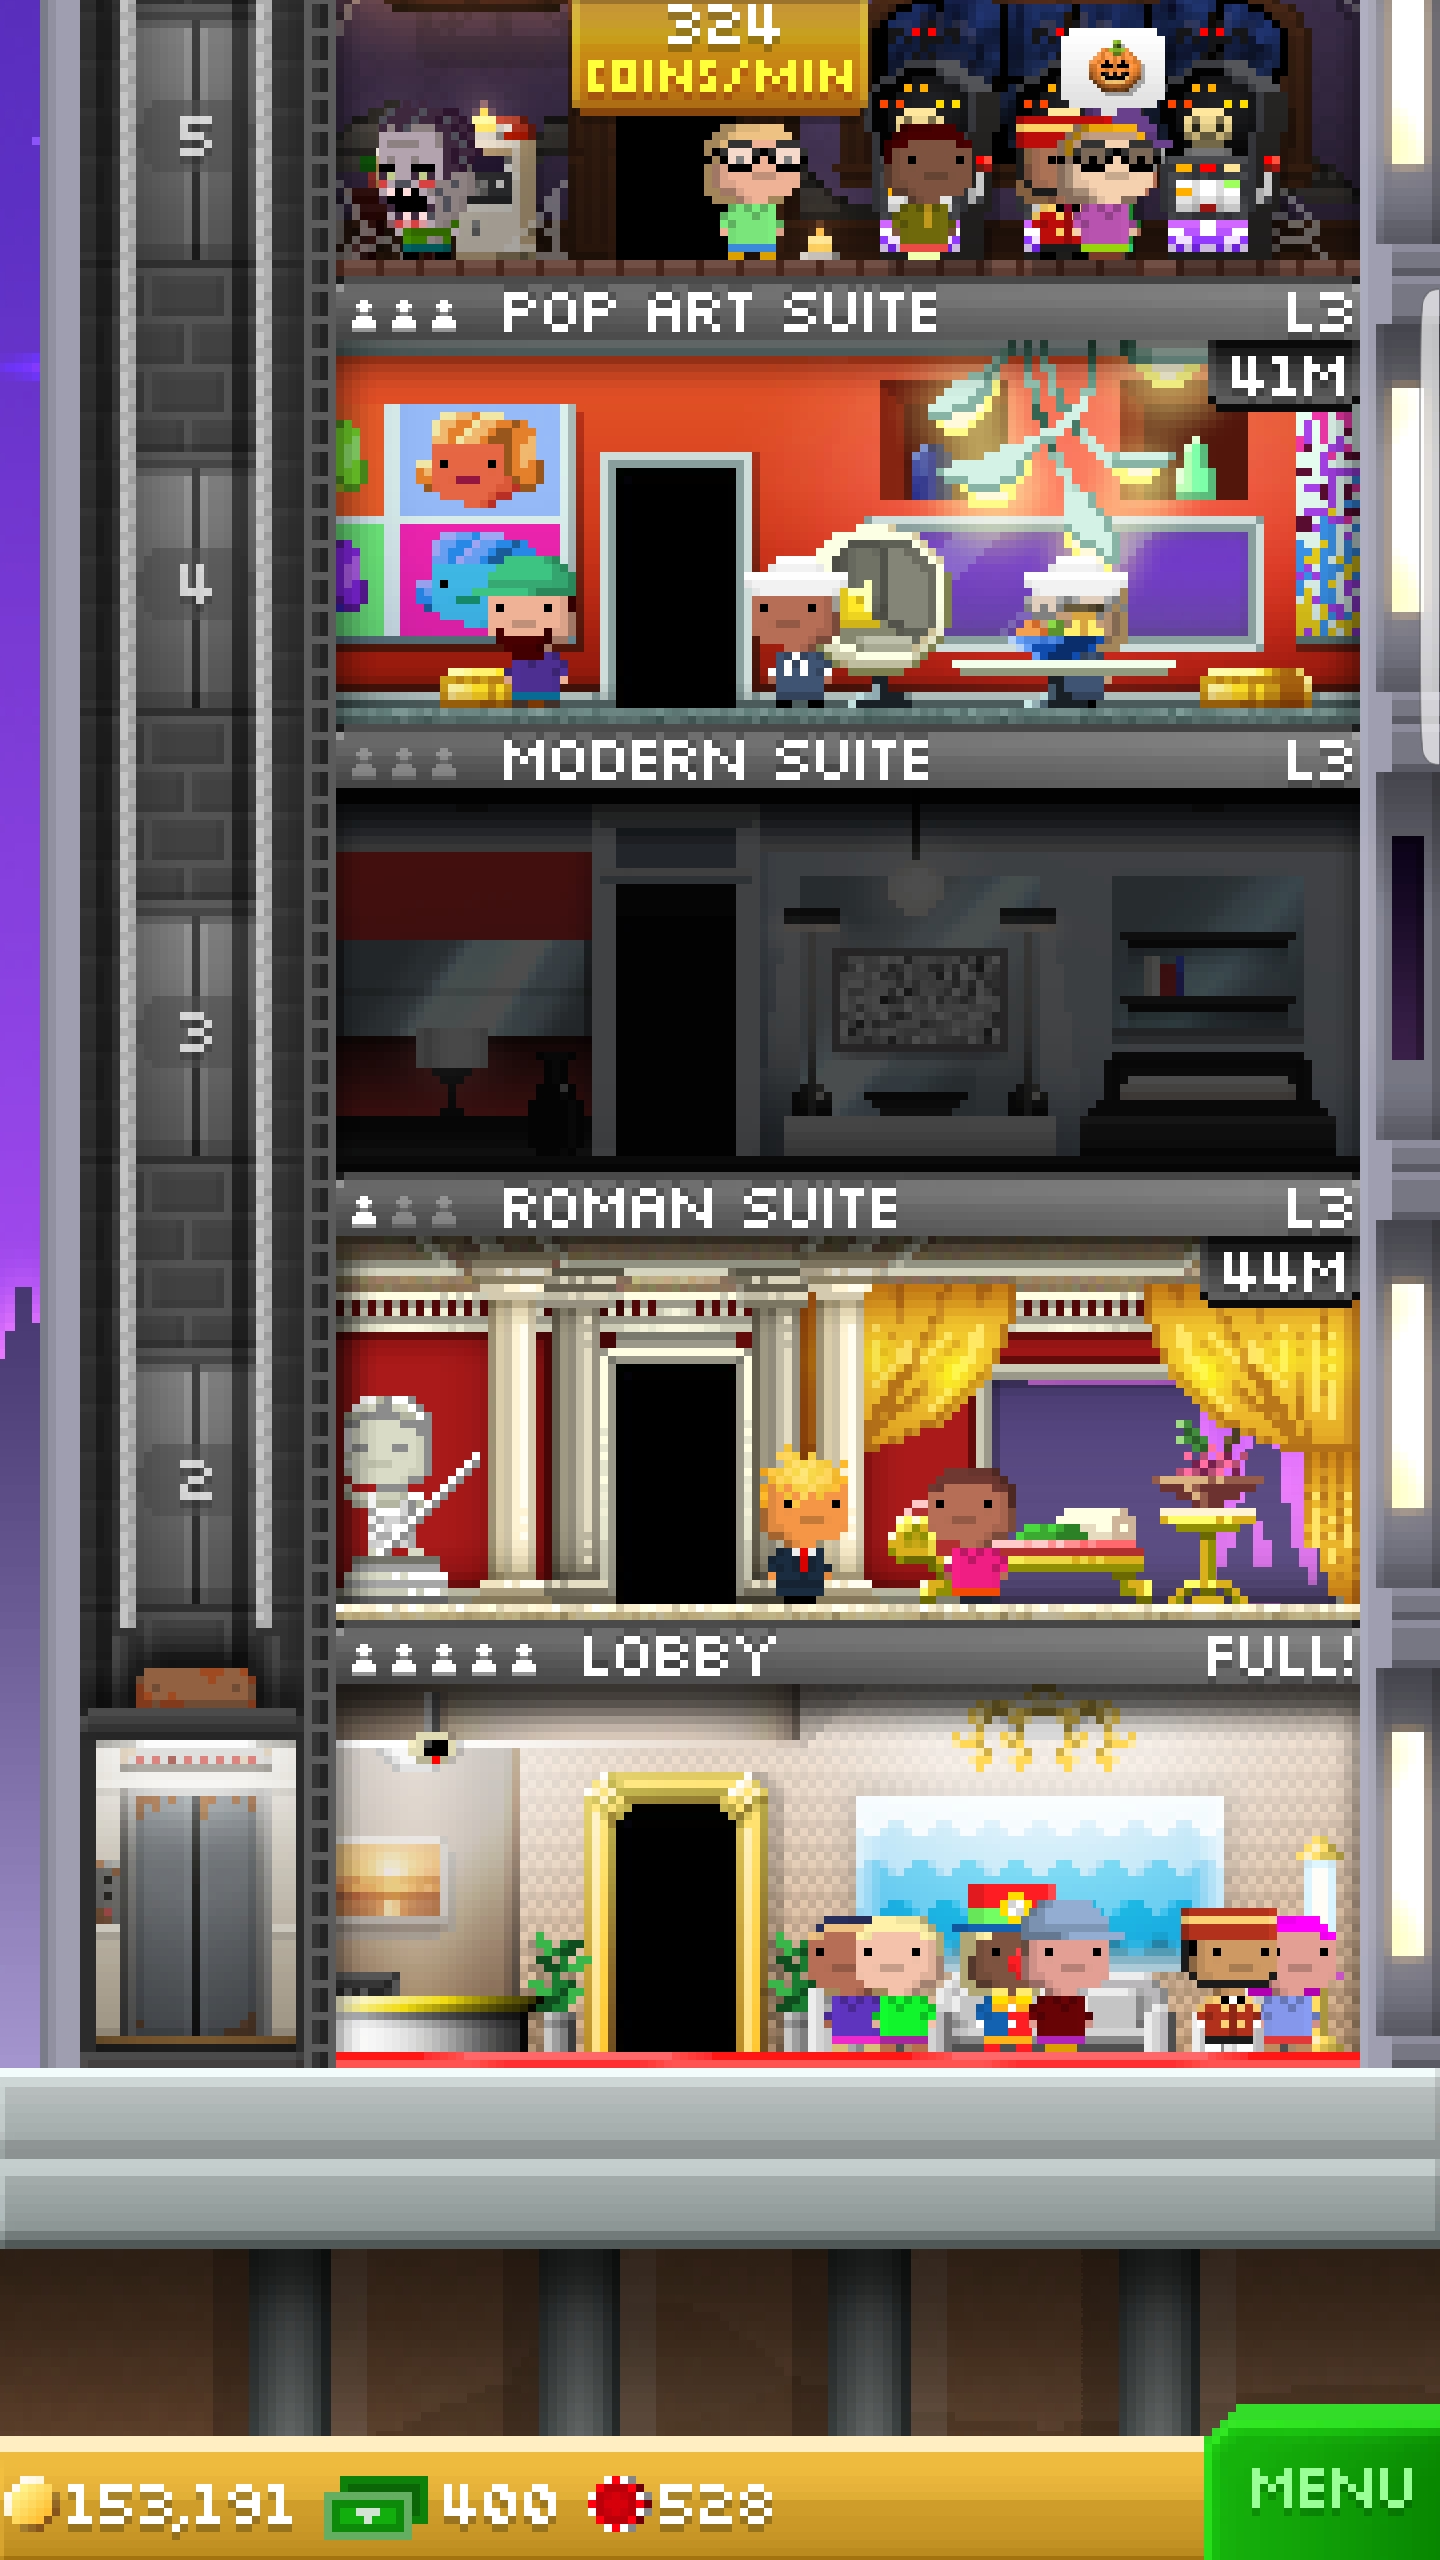 324
COINS/MIN
5
POP ART SUITE L3
41M
4
MODERN SUITE L3
3
ROMAN SUITE L3
44M
2
LOBBY FULL!
153,191 400 528
MENU